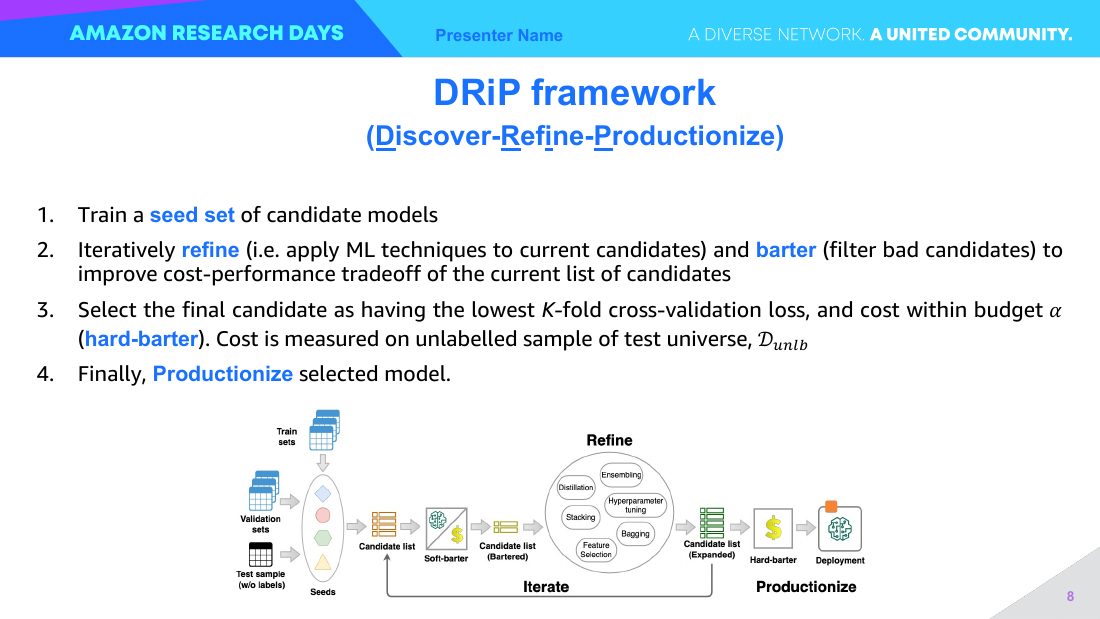 AMAZON RESEARCH DAYS
Presenter Name
A DIVERSE NETWORK. A UNITED COMMUNITY.
DRiP framework
(Discover-Refine-Productionize)
1. Train a seed set of candidate models
2. Iteratively refine (i.e. apply ML techniques to current candidates) and barter (filter bad candidates) to
improve cost-performance tradeoff of the current list of candidates
3. Select the final candidate as having the lowest K-fold cross-validation loss, and cost within budget α
(hard-barter). Cost is measured on unlabelled sample of test universe, 𝒟unlb
4. Finally, Productionize selected model.
Train
sets
Validation
sets
Test sample
(w/o labels)
Seeds
Candidate list
$
Soft-barter
Candidate list
(Bartered)
Refine
Ensembling
Distillation
Hyperparameter
tuning
Stacking
Bagging
Feature
Selection
Candidate list
(Expanded)
$
Hard-barter
Deployment
Iterate
Productionize
8